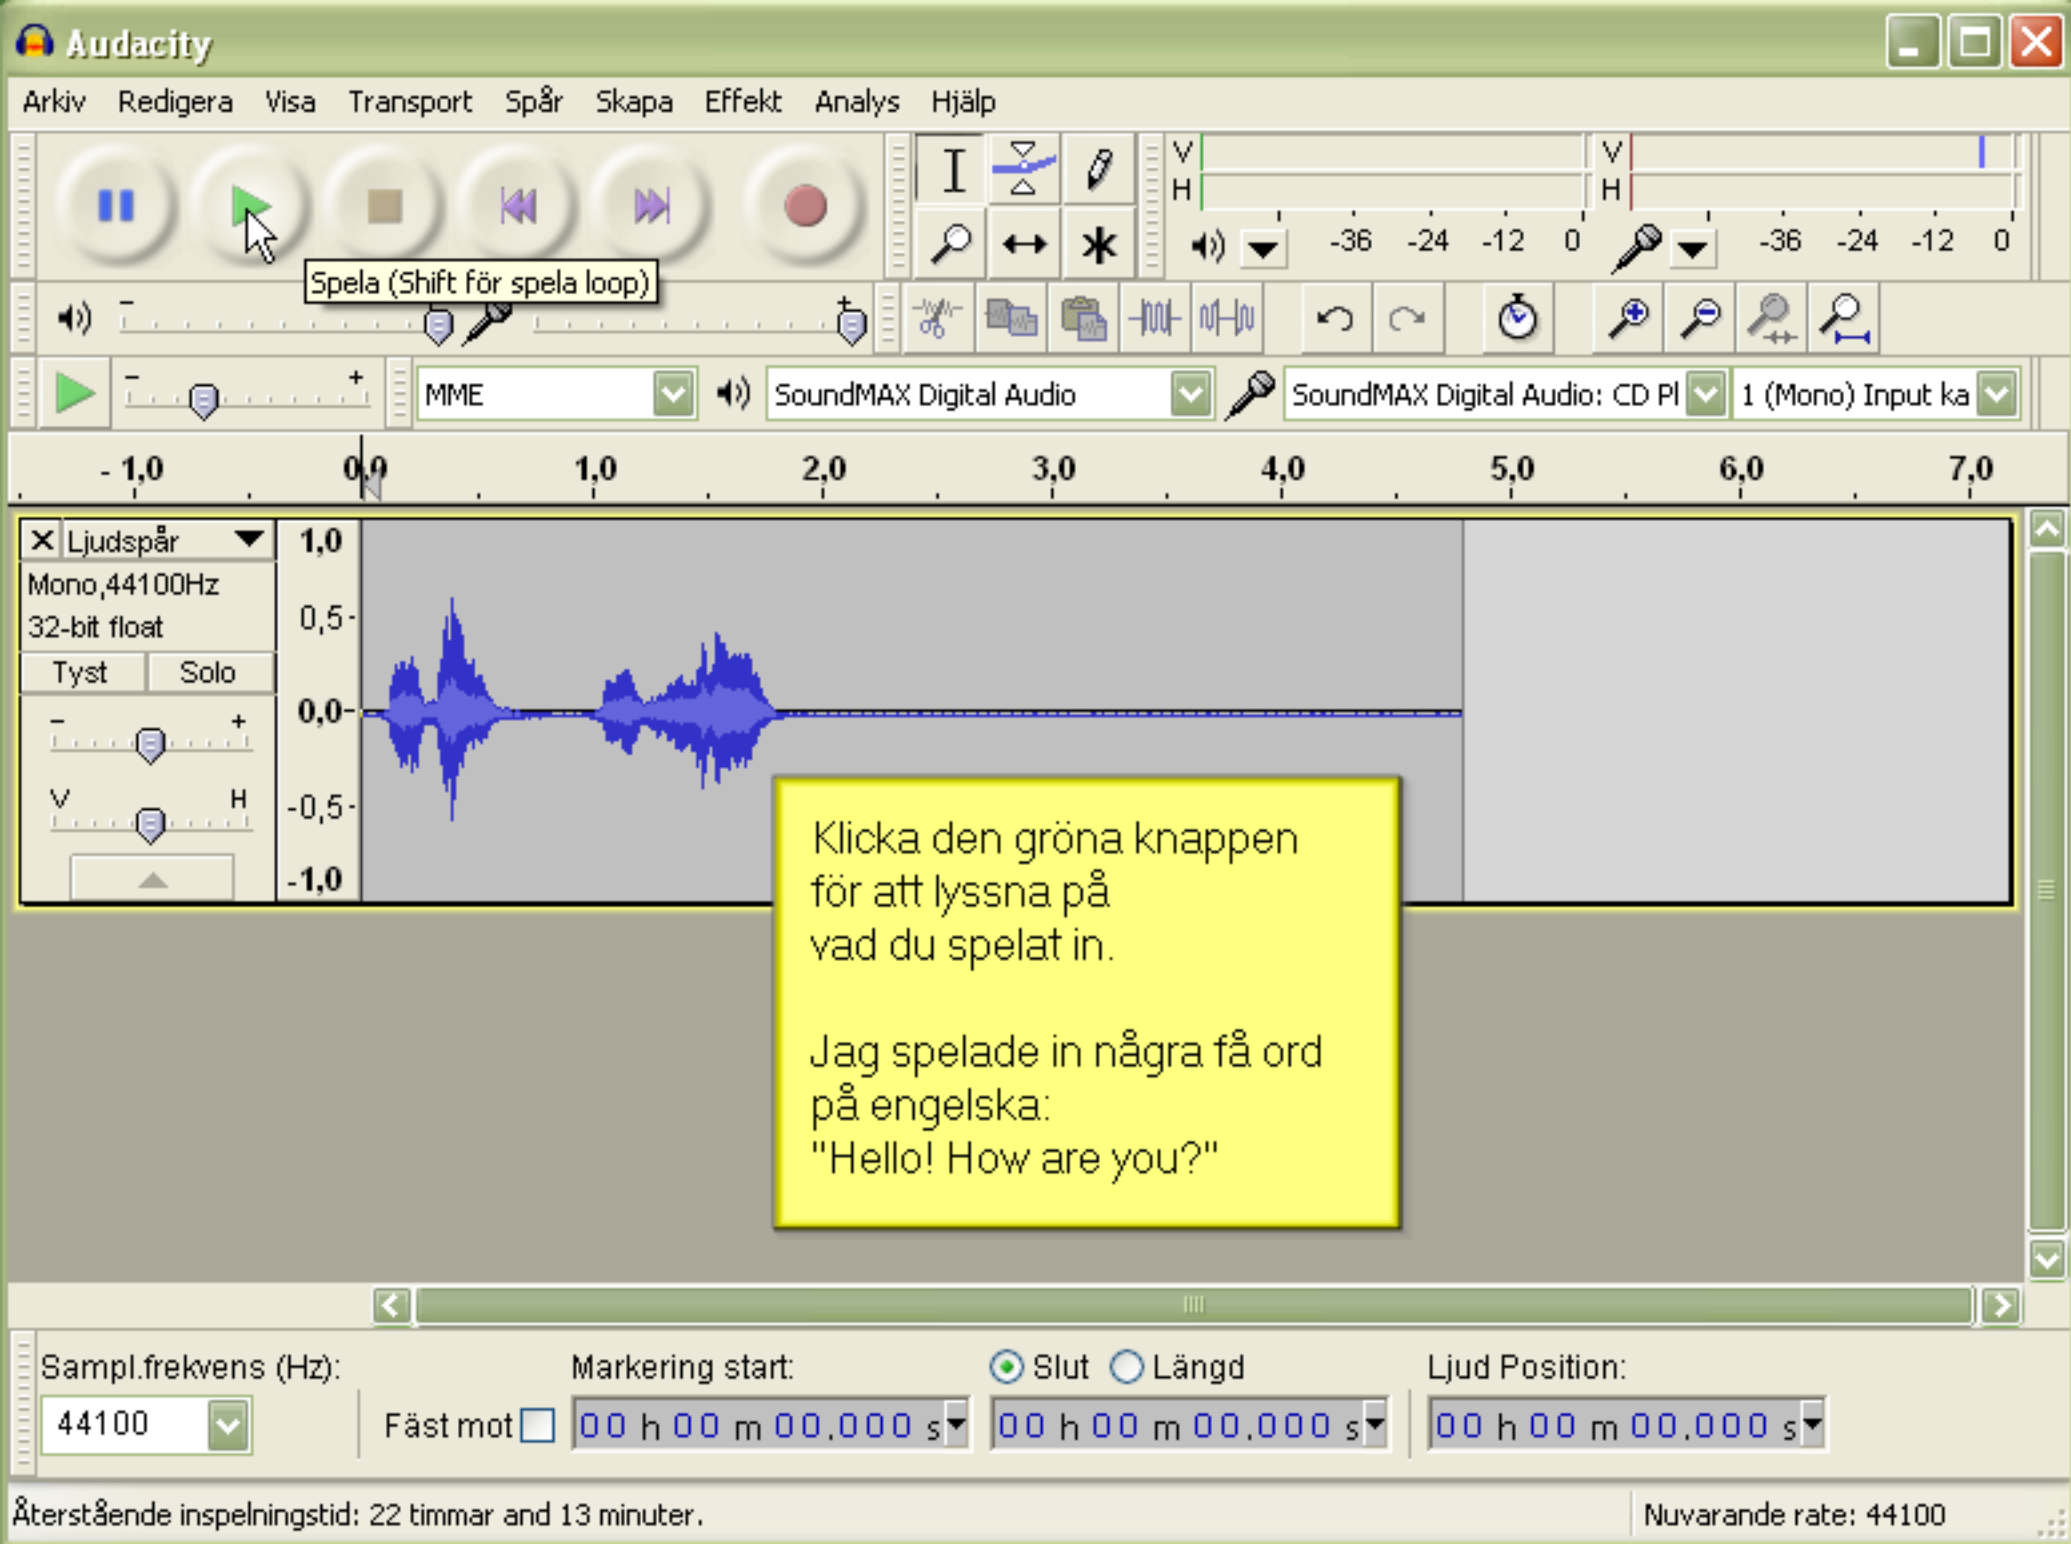 Audacity
Arkiv Redigera Visa Transport Spår Skapa Effekt Analys Hjälp
V V
H H
-36 -24 -12 0 -36 -24 -12 0
Spela (Shift för spela loop)
- + - +
- + MME SoundMAX Digital Audio SoundMAX Digital Audio: CD Pl 1 (Mono) Input ka
- 1,0 0,0 1,0 2,0 3,0 4,0 5,0 6,0 7,0
Ljudspår 1,0
Mono,44100Hz
32-bit float 0,5
Tyst Solo
- + 0,0
V H -0,5
-1,0
Klicka den gröna knappen
för att lyssna på
vad du spelat in.
Jag spelade in några få ord
på engelska:
"Hello! How are you?"
Sampl.frekvens (Hz): Markering start: Slut Längd Ljud Position:
44100 Fäst mot 00 h 00 m 00.000 s 00 h 00 m 00.000 s 00 h 00 m 00.000 s
Återstående inspelningstid: 22 timmar and 13 minuter. Nuvarande rate: 44100